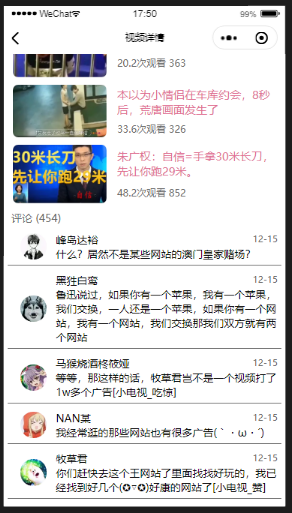 WeChat
17:50
99%
视频详情
20.2次观看 363
本以为小情侣在车库约会，8秒
后，荒唐画面发生了
33.6次观看 326
30米长刀
先让你跑29米
朱广权：自信=手拿30米长刀，
先让你跑29米。
48.2次观看 852
评论 (454)
峰鸟达裕
12-15
什么？居然不是某些网站的澳门皇家赌场？
黑独白鸾
12-15
鲁迅说过，如果你有一个苹果，我有一个苹果，
我们交换，一人还是一个苹果，如果你有一个网
站，我有一个网站，我们交换那我们双方就有两
个网站
马猴烧酒柊筱娅
12-15
等等，那这样的话，牧草君岂不是一个视频打了
1w多个广告[小电视_吃惊]
NAN某
12-15
我经常逛的那些网站也有很多广告(｀・ω・´)
牧草君
12-15
你们赶快去这个王网站了里面找找好玩的，我已
经找到好几个(✪▽✪)好康的网站了[小电视_赞]